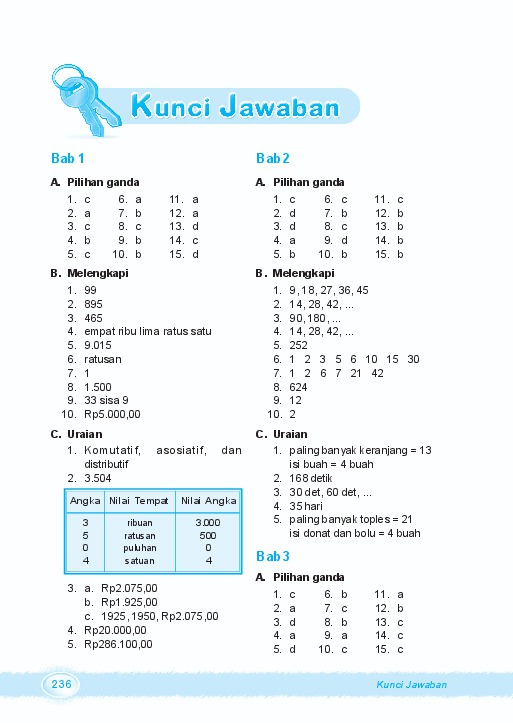 Kunci Jawaban
Bab 1
A. Pilihan ganda
1. c 6. a 11. a
2. a 7. b 12. a
3. c 8. c 13. d
4. b 9. b 14. c
5. c 10. b 15. d
B. Melengkapi
1. 99
2. 895
3. 465
4. empat ribu lima ratus satu
5. 9.015
6. ratusan
7. 1
8. 1.500
9. 33 sisa 9
10. Rp5.000,00
C. Uraian
1. Komutatif, asosiatif, dan
distributif
2. 3.504
Angka Nilai Tempat Nilai Angka
3 ribuan 3.000
5 ratusan 500
0 puluhan 0
4 satuan 4
3. a. Rp2.075,00
b. Rp1.925,00
c. 1925, 1950, Rp2.075,00
4. Rp20.000,00
5. Rp286.100,00
Bab 2
A. Pilihan ganda
1. c 6. c 11. c
2. d 7. b 12. b
3. d 8. c 13. b
4. a 9. d 14. b
5. b 10. b 15. b
B. Melengkapi
1. 9, 18, 27, 36, 45
2. 14, 28, 42, ...
3. 90, 180, ...
4. 14, 28, 42, ...
5. 252
6. 1 2 3 5 6 10 15 30
7. 1 2 6 7 21 42
8. 624
9. 12
10. 2
C. Uraian
1. paling banyak keranjang = 13
isi buah = 4 buah
2. 168 detik
3. 30 det, 60 det, ...
4. 35 hari
5. paling banyak toples = 21
isi donat dan bolu = 4 buah
Bab 3
A. Pilihan ganda
1. c 6. b 11. a
2. a 7. c 12. b
3. d 8. b 13. c
4. a 9. a 14. c
5. d 10. c 15. c
236
Kunci Jawaban